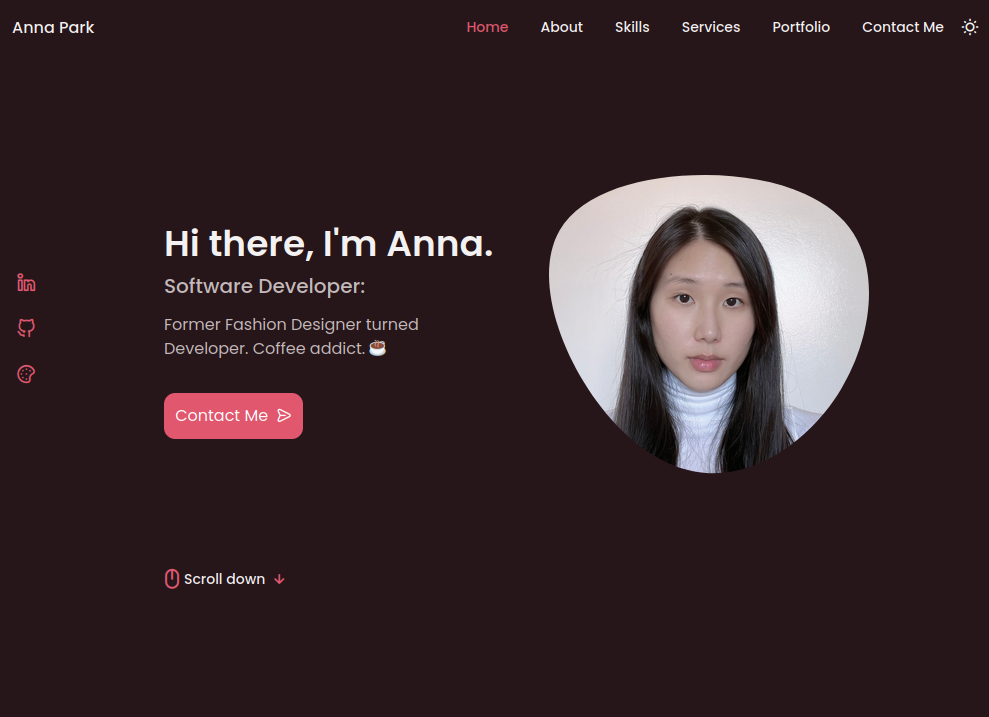 Anna Park
Home
About
Skills
Services
Portfolio
Contact Me
Hi there, I'm Anna.
Software Developer:
Former Fashion Designer turned
Developer. Coffee addict. ☕
Contact Me
Scroll down